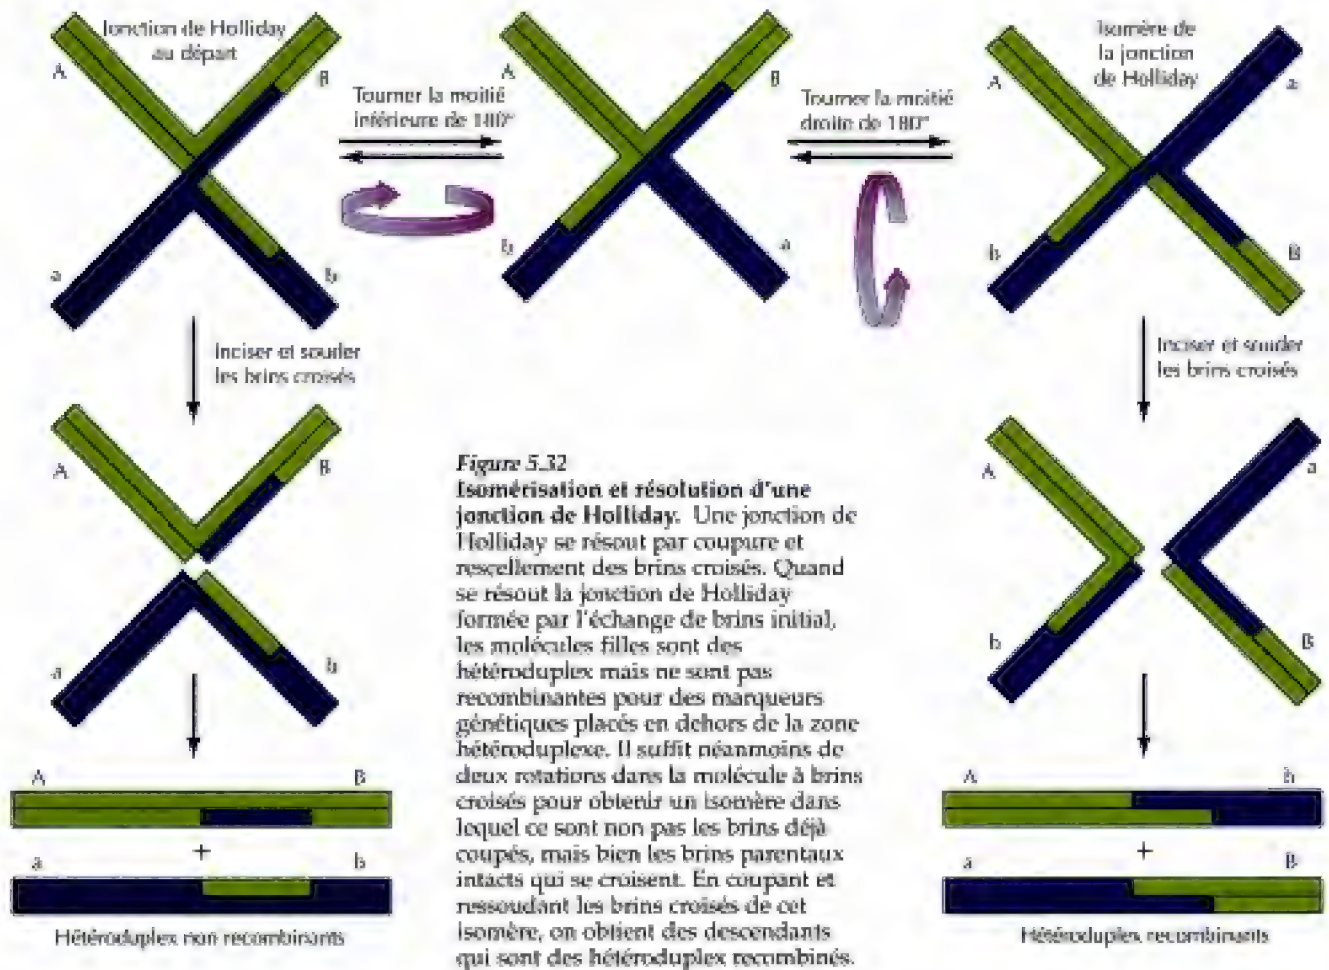 Jonction de Holliday
au départ
A
B
a
b
Tourner la moitié
inférieure de 180°
A
B
b
a
Tourner la moitié
droite de 180°
Isomère de
la jonction
de Holliday
A
a
b
B
Inciser et souder
les brins croisés
Inciser et souder
les brins croisés
A
B
a
b
A
a
b
B
Figure 5.32
Isomérisation et résolution d'une
jonction de Holliday. Une jonction de
Holliday se résout par coupure et
rescellement des brins croisés. Quand
se résout la jonction de Holliday
formée par l'échange de brins initial,
les molécules filles sont des
hétéroduplex mais ne sont pas
recombinantes pour des marqueurs
génétiques placés en dehors de la zone
hétéroduplexe. Il suffit néanmoins de
deux rotations dans la molécule à brins
croisés pour obtenir un isomère dans
lequel ce sont non pas les brins déjà
coupés, mais bien les brins parentaux
intacts qui se croisent. En coupant et
ressoudant les brins croisés de cet
isomère, on obtient des descendants
qui sont des hétéroduplex recombinés.
A B
+
a b
Hétéroduplex non recombinants
A b
+
a B
Hétéroduplex recombinants